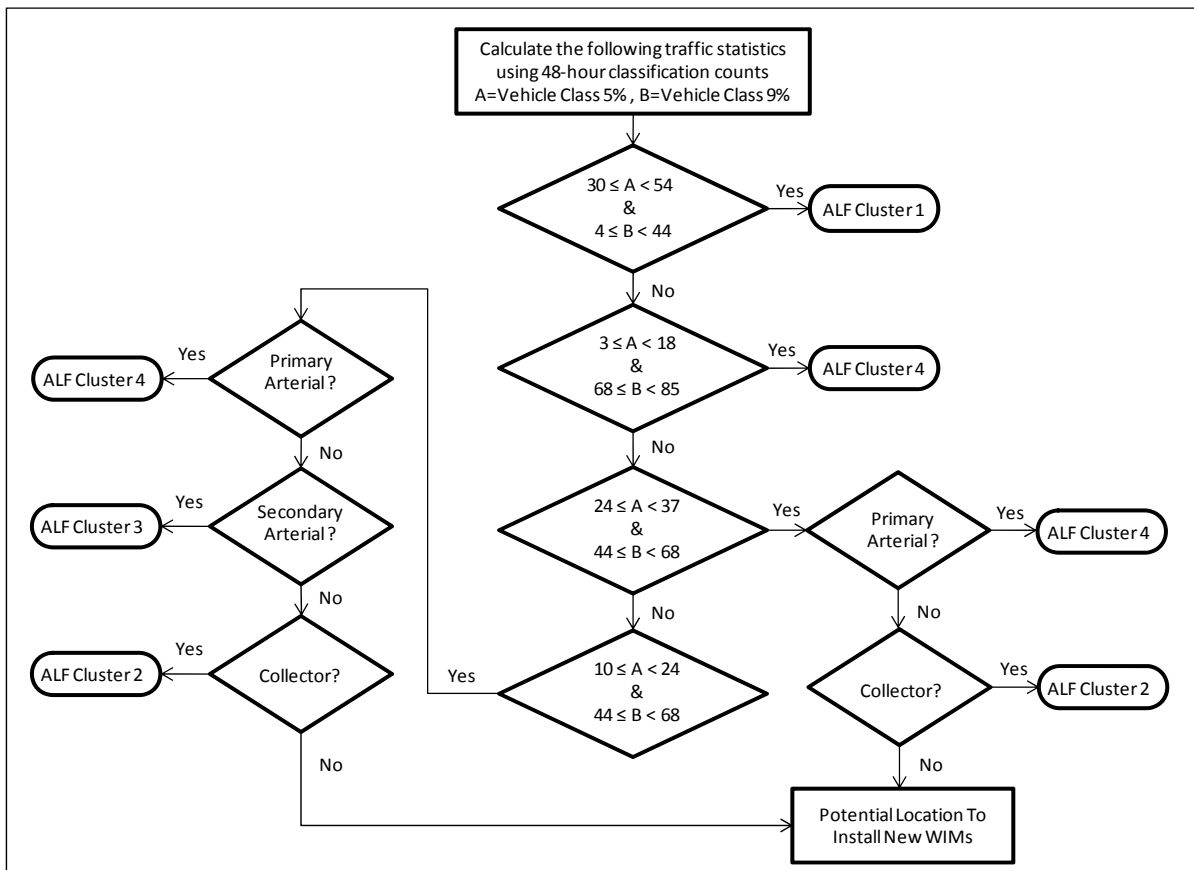 Calculate the following traffic statistics
using 48-hour classification counts
A=Vehicle Class 5% , B=Vehicle Class 9%
30 ≤ A < 54
&
4 ≤ B < 44
Yes
ALF Cluster 1
No
3 ≤ A < 18
&
68 ≤ B < 85
Yes
ALF Cluster 4
No
24 ≤ A < 37
&
44 ≤ B < 68
Yes
Primary
Arterial ?
Yes
ALF Cluster 4
No
Collector?
Yes
ALF Cluster 2
No
Potential Location To
Install New WIMs
No
10 ≤ A < 24
&
44 ≤ B < 68
Yes
Primary
Arterial ?
Yes
ALF Cluster 4
No
Secondary
Arterial ?
Yes
ALF Cluster 3
No
Collector?
Yes
ALF Cluster 2
No